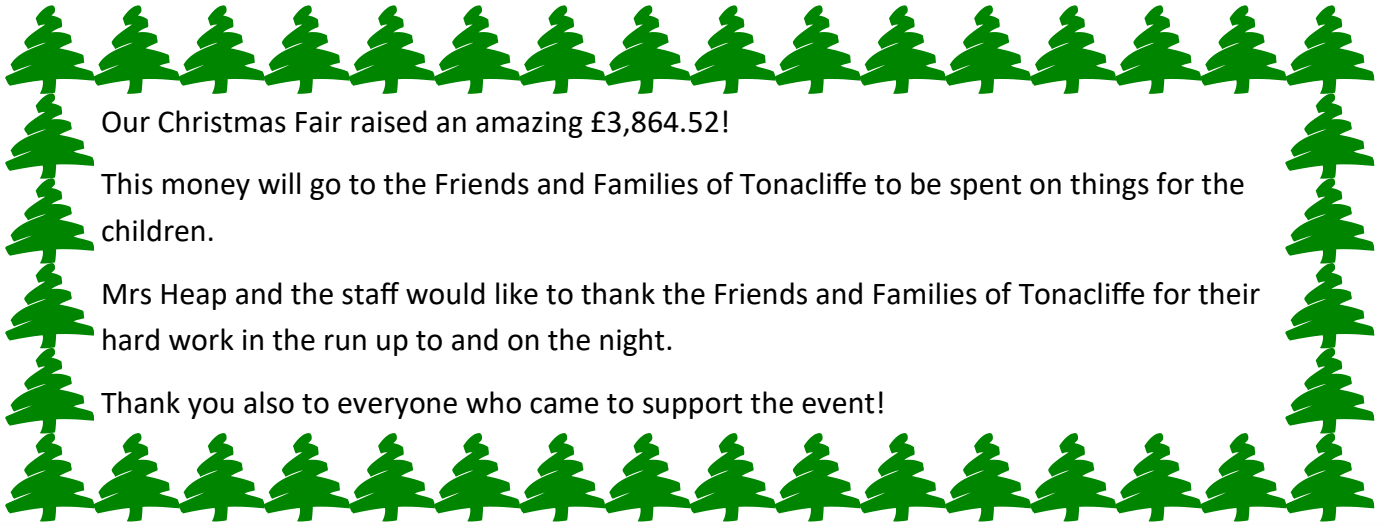 Our Christmas Fair raised an amazing £3,864.52!
This money will go to the Friends and Families of Tonacliffe to be spent on things for the
children.
Mrs Heap and the staff would like to thank the Friends and Families of Tonacliffe for their
hard work in the run up to and on the night.
Thank you also to everyone who came to support the event!